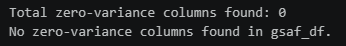 Total zero-variance columns found: 0
No zero-variance columns found in gsaf_df.